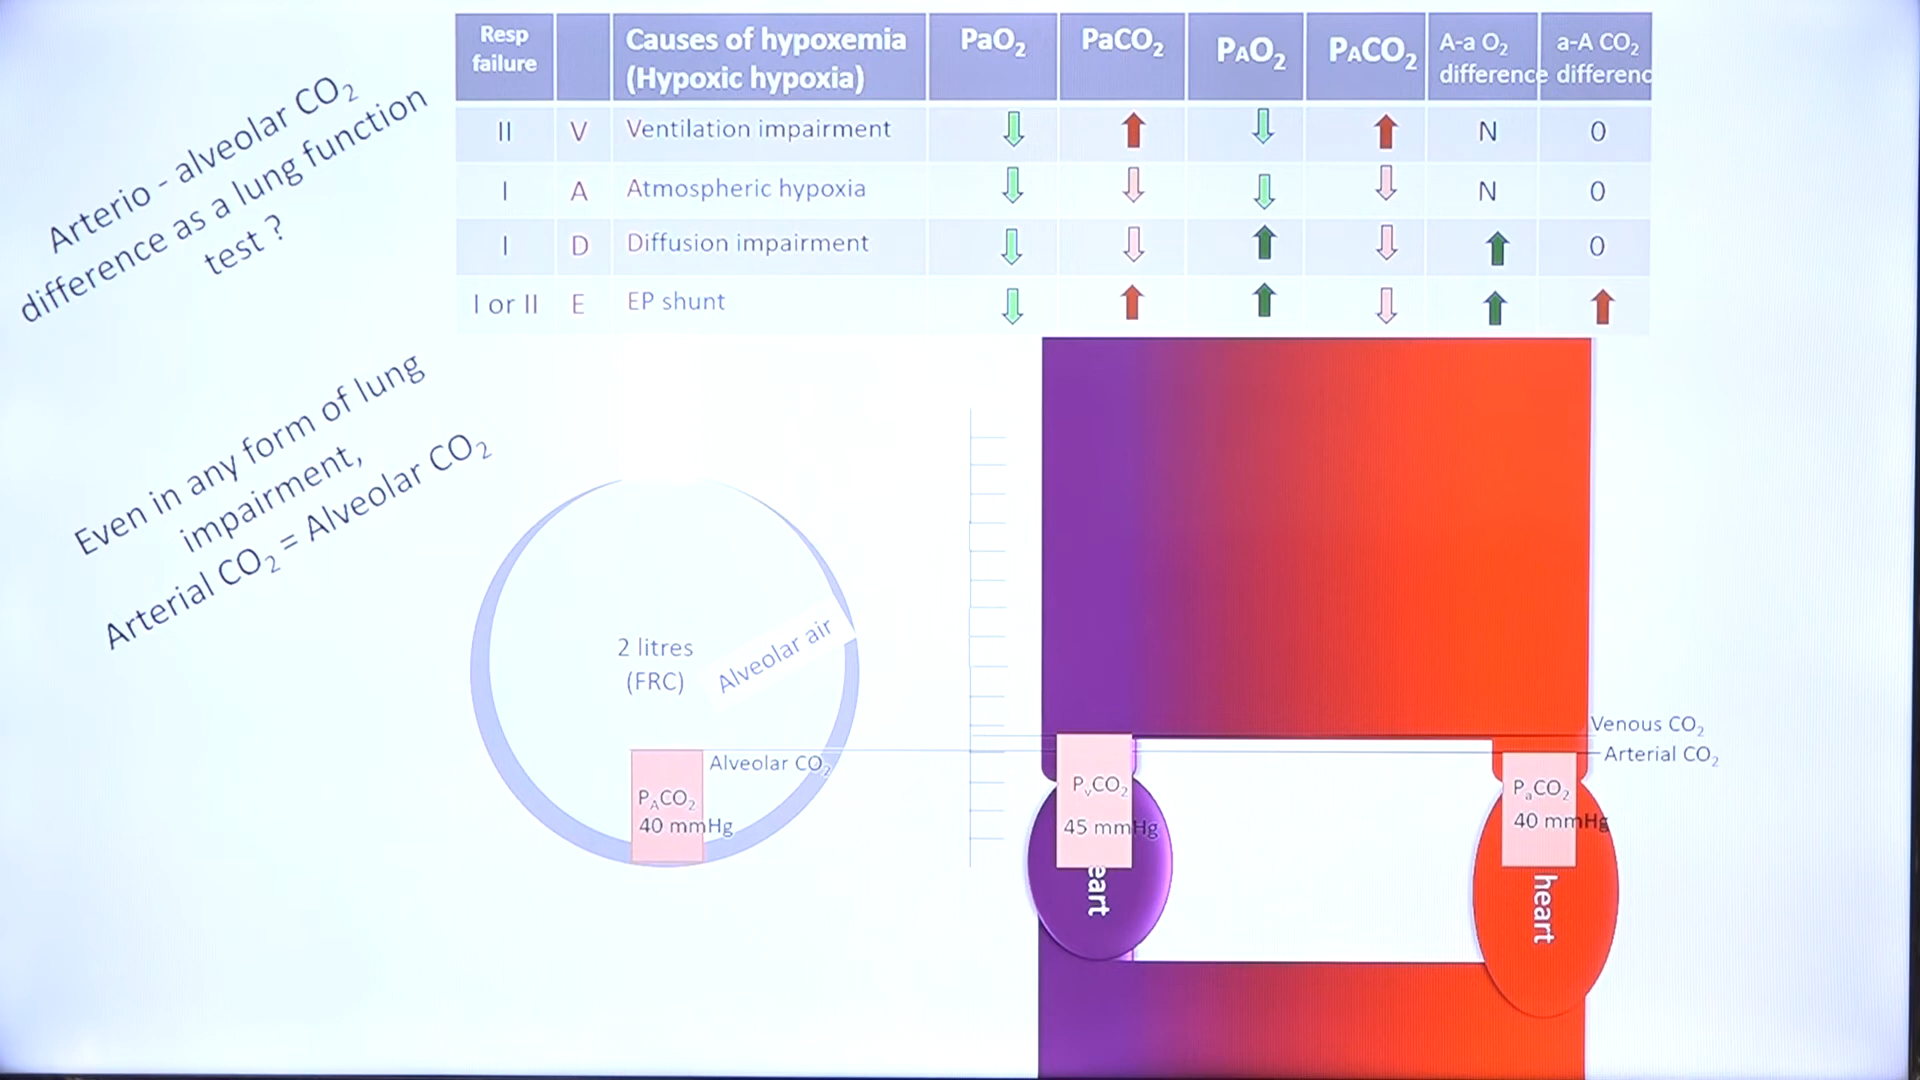 Resp failure | | Causes of hypoxemia (Hypoxic hypoxia) | PaO₂ | PaCO₂ | PAO₂ | PACO₂ | A-a O₂ difference | a-A CO₂ differenc
II | V | Ventilation impairment | ⇩ | ⬆ | ⇩ | ⬆ | N | 0
I | A | Atmospheric hypoxia | ⇩ | ⇩ | ⇩ | ⇩ | N | 0
I | D | Diffusion impairment | ⇩ | ⇩ | ⬆ | ⇩ | ⬆ | 0
I or II | E | EP shunt | ⇩ | ⬆ | ⬆ | ⇩ | ⬆ | ⬆
Arterio - alveolar CO₂
difference as a lung function
test ?
Even in any form of lung
impairment,
Arterial CO₂ = Alveolar CO₂
2 litres
(FRC)
Alveolar air
Alveolar CO₂
PACO₂
40 mmHg
PvCO₂
45 mmHg
eart
Venous CO₂
Arterial CO₂
PaCO₂
40 mmHg
heart